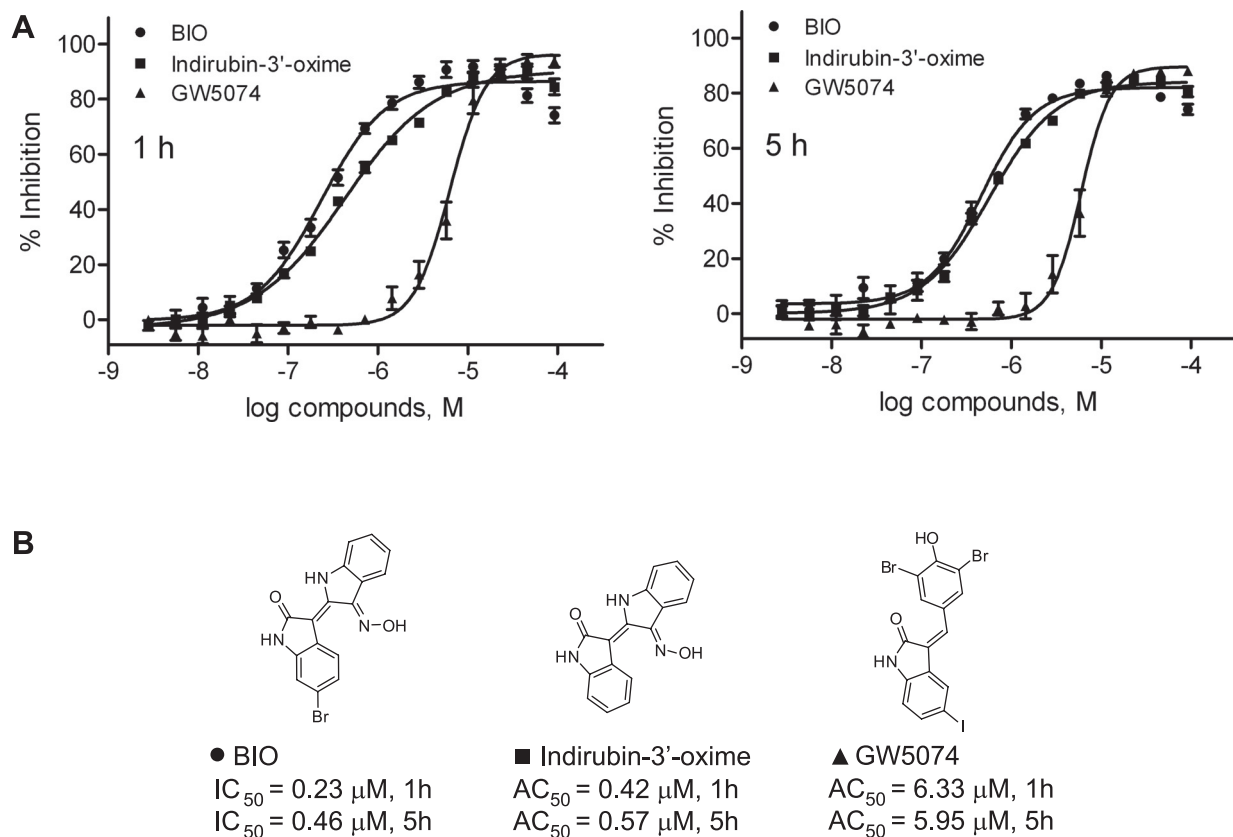 A
BIO
Indirubin-3'-oxime
GW5074
1 h
% Inhibition
100
80
60
40
20
0
-9 -8 -7 -6 -5 -4
log compounds, M
BIO
Indirubin-3'-oxime
GW5074
5 h
% Inhibition
100
80
60
40
20
0
-9 -8 -7 -6 -5 -4
log compounds, M
B
HN
O
HN
N
OH
Br
HN
O
HN
N
OH
HO
Br
Br
O
HN
I
BIO
IC50 = 0.23 μM, 1h
IC50 = 0.46 μM, 5h
Indirubin-3'-oxime
AC50 = 0.42 μM, 1h
AC50 = 0.57 μM, 5h
GW5074
AC50 = 6.33 μM, 1h
AC50 = 5.95 μM, 5h